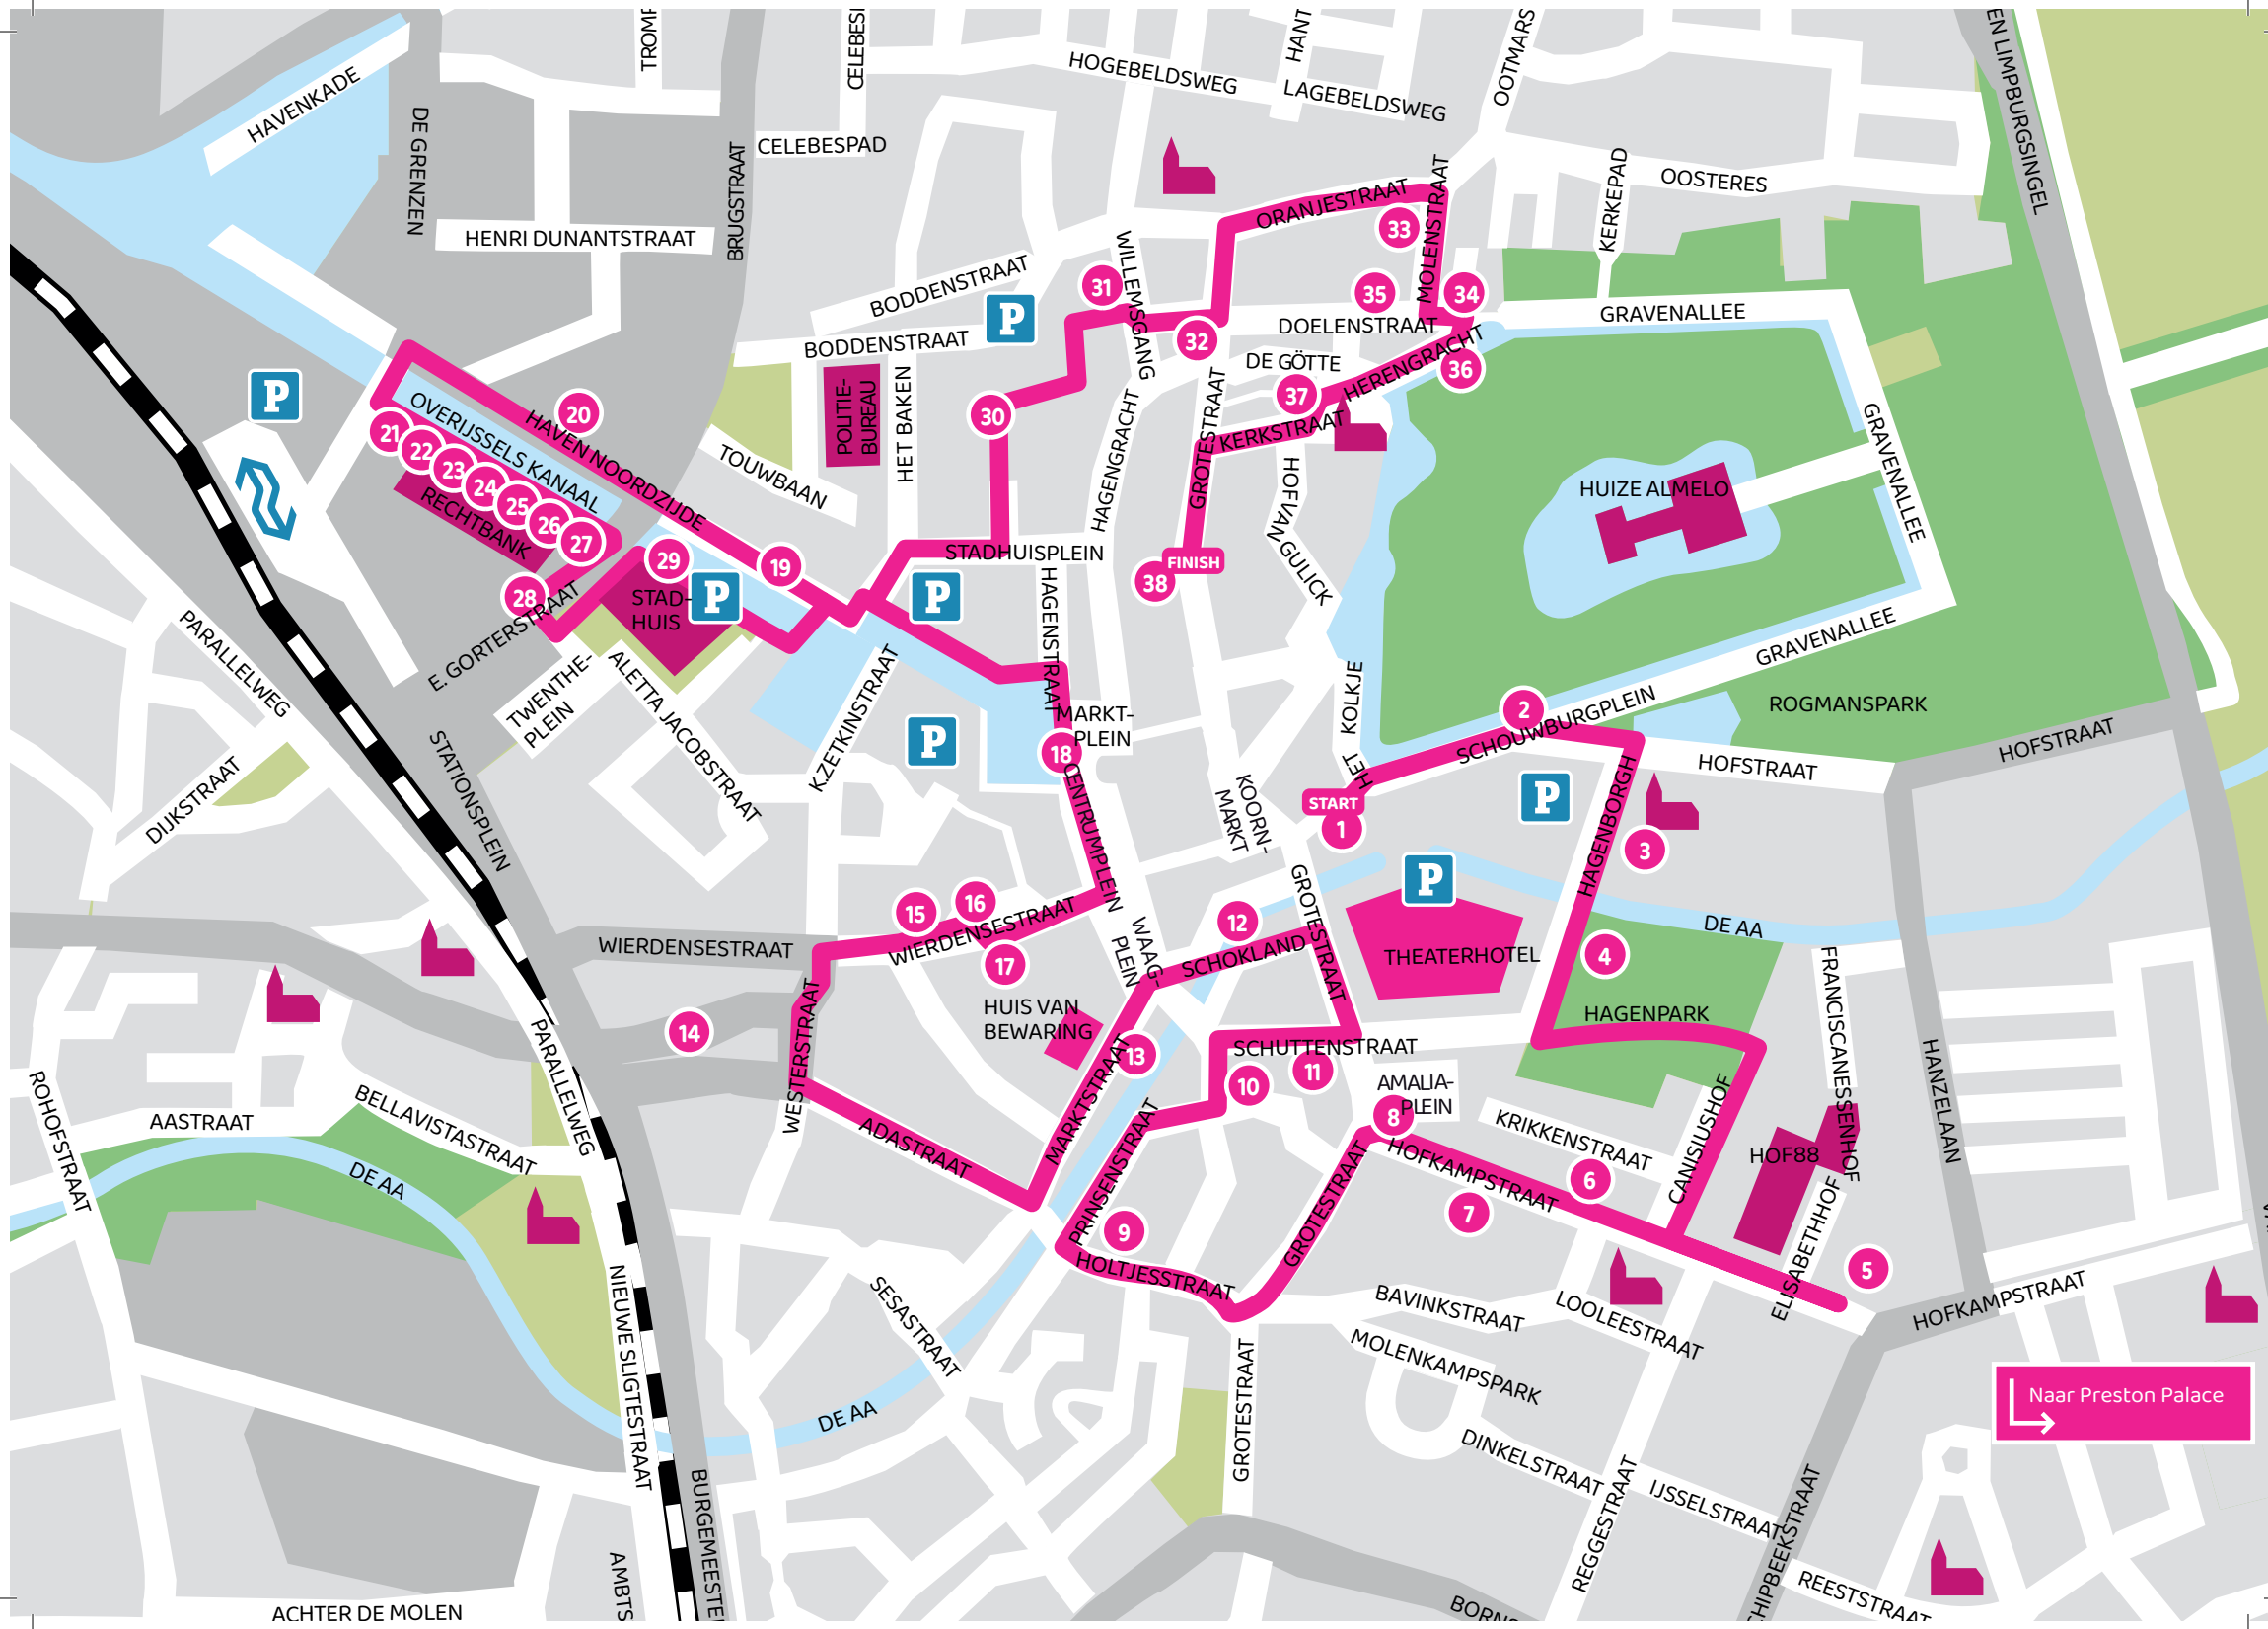 HAVENKADE
DE GRENZEN
BRUGSTRAAT
CELEBESPAD
HENRI DUNANTSTRAAT
HOGEBELDSWEG
HANT
LAGEBELDSWEG
OOTMARS
KERKEPAD
OOSTERES
EN LIMPBURGSINGEL
ORANJESTRAAT
MOLENSTRAAT
33
34
35
31
32
WILLEMSGANG
BODDENSTRAAT
BODDENSTRAAT
P
DOELENSTRAAT
GRAVENALLEE
DE GÖTTE
HERENGRACHT
36
37
KERKSTRAAT
GROTESTRAAT
HAGENGRACHT
HOF VAN GULICK
POLITIE-
BUREAU
HET BAKEN
30
P
20
OVERIJSSELS KANAAL
HAVEN NOORDZIJDE
TOUWBAAN
21
22
23
24
25
26
27
RECHTBANK
28
29
19
P
P
STAD-
HUIS
STADHUISPLEIN
HAGENSTRAAT
FINISH
38
HUIZE ALMELO
GRAVENALLEE
GRAVENALLEE
ROGMANSPARK
HOFSTRAAT
HOFSTRAAT
PARALLELWEG
E. GORTERSTRAAT
TWENTHE-
PLEIN
ALETTA JACOBSTRAAT
K.ZETKINSTRAAT
P
MARKT-
PLEIN
18
CENTRUMPLEIN
HET KOLKJE
2
SCHOUWBURGPLEIN
START
1
P
HAGENBORGH
3
KOORN-
MARKT
DIJKSTRAAT
STATIONSPLEIN
WIERDENSESTRAAT
WIERDENSESTRAAT
15
16
17
12
WAAG-
PLEIN
SCHOKLAND
GROTESTRAAT
P
THEATERHOTEL
4
DE AA
HAGENPARK
FRANCISCANESSENHOF
HANZELAAN
14
WESTERSTRAAT
HUIS VAN
BEWARING
13
MARKTSTRAAT
SCHUTTENSTRAAT
10
11
AMALIA-
PLEIN
8
KRIKKENSTRAAT
CANISIUSHOF
HOF88
ELISABETHHOF
5
6
7
HOFKAMPSTRAAT
HOFKAMPSTRAAT
ROHOFSTRAAT
AASTRAAT
BELLAVISTASTRAAT
PARALLELWEG
DE AA
ADASTRAAT
PRINSENSTRAAT
9
HOLTJESSTRAAT
GROTESTRAAT
BAVINKSTRAAT
LOOLEESTRAAT
MOLENKAMPSPARK
NIEUWE SLIGTESTRAAT
SESASTRAAT
DE AA
GROTESTRAAT
DINKELSTRAAT
REGGESTRAAT
IJSSELSTRAAT
Naar Preston Palace
CHIPBEEKSTRAAT
REESTSTRAAT
BURGEMEESTE
AMBTS
ACHTER DE MOLEN
CELEBESI